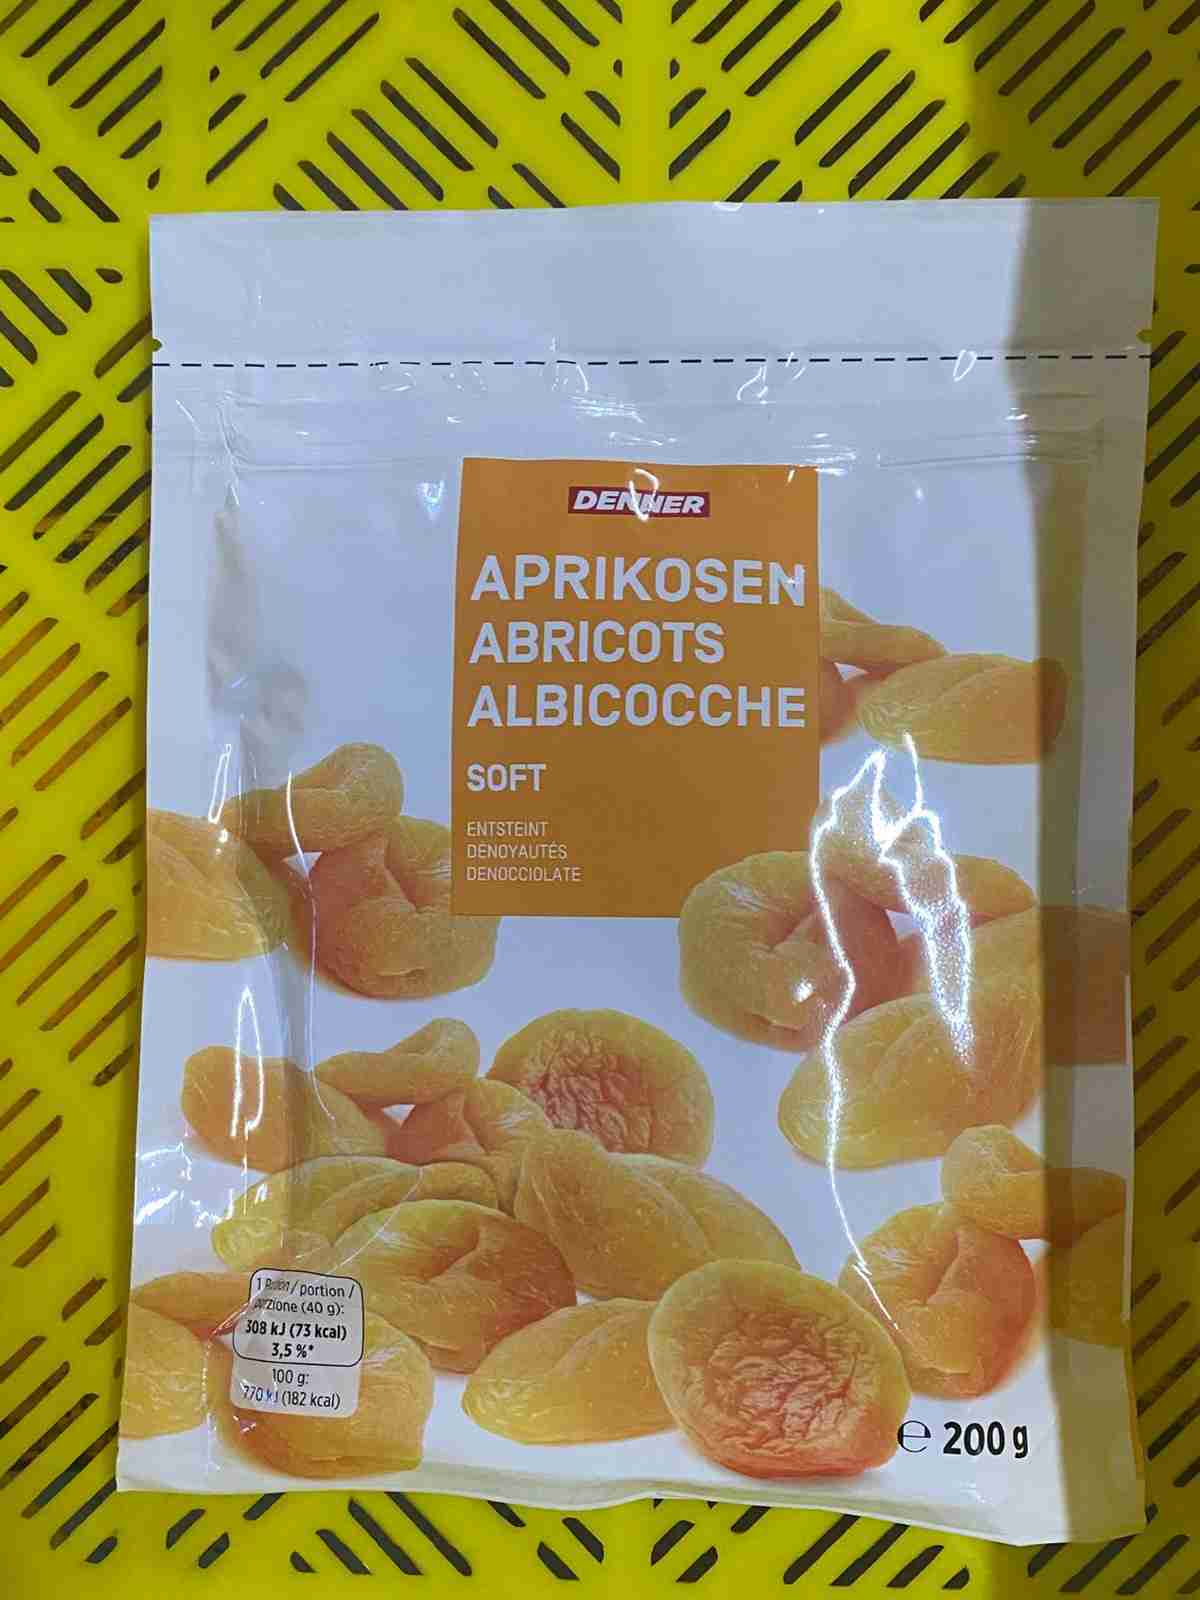 DENNER
APRIKOSEN
ABRICOTS
ALBICOCCHE
SOFT
ENTSTEINT
DÉNOYAUTÉS
DENOCCIOLATE
1 Portion / portion /
porzione (40 g):
308 kJ (73 kcal)
3,5 %*
100 g:
770 kJ (182 kcal)
℮ 200 g